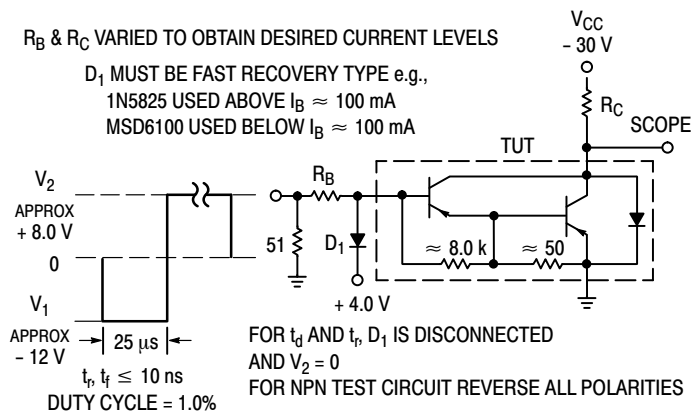 R_B & R_C VARIED TO OBTAIN DESIRED CURRENT LEVELS
D_1 MUST BE FAST RECOVERY TYPE e.g.,
1N5825 USED ABOVE I_B ≈ 100 mA
MSD6100 USED BELOW I_B ≈ 100 mA
V_CC
- 30 V
R_C
SCOPE
TUT
V_2
APPROX
+ 8.0 V
0
V_1
APPROX
- 12 V
25 μs
t_r, t_f ≤ 10 ns
DUTY CYCLE = 1.0%
R_B
51
D_1
+ 4.0 V
≈ 8.0 k
≈ 50
FOR t_d AND t_r, D_1 IS DISCONNECTED
AND V_2 = 0
FOR NPN TEST CIRCUIT REVERSE ALL POLARITIES